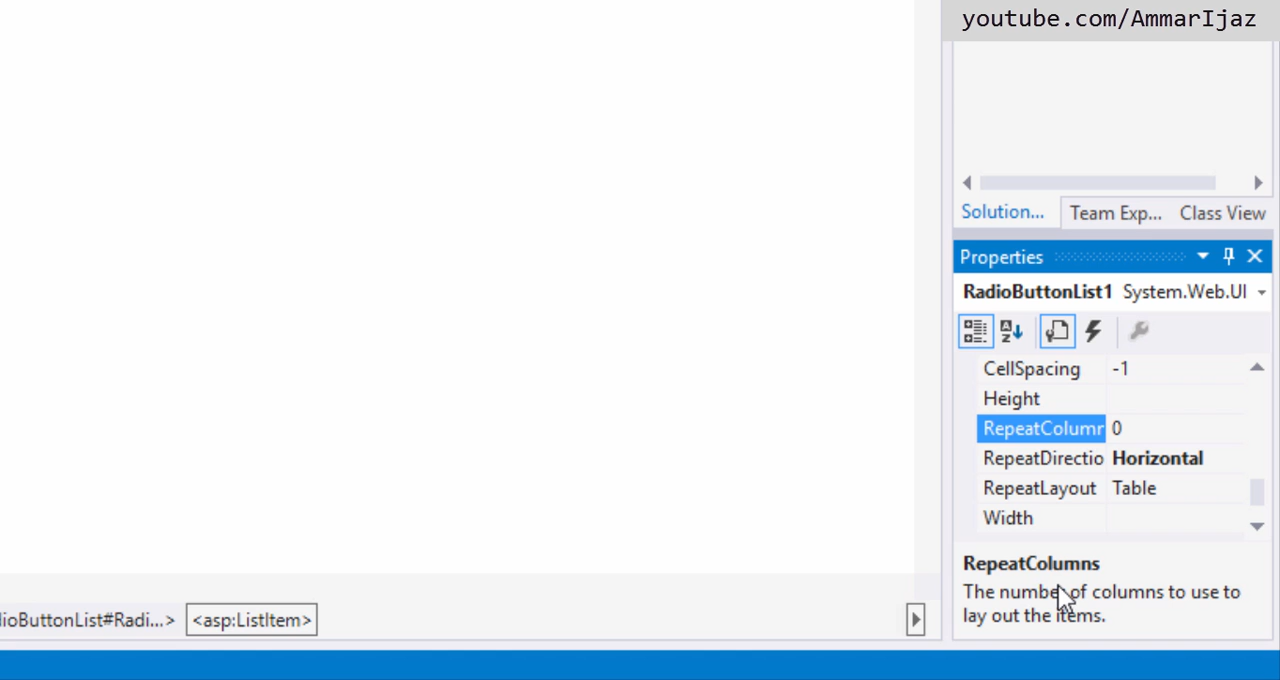 youtube.com/AmmarIjaz
Solution...
Team Exp...
Class View
Properties
RadioButtonList1 System.Web.UI
CellSpacing -1
Height
RepeatColumr 0
RepeatDirectio Horizontal
RepeatLayout Table
Width
RepeatColumns
The number of columns to use to
lay out the items.
lioButtonList#Radi...> <asp:ListItem>